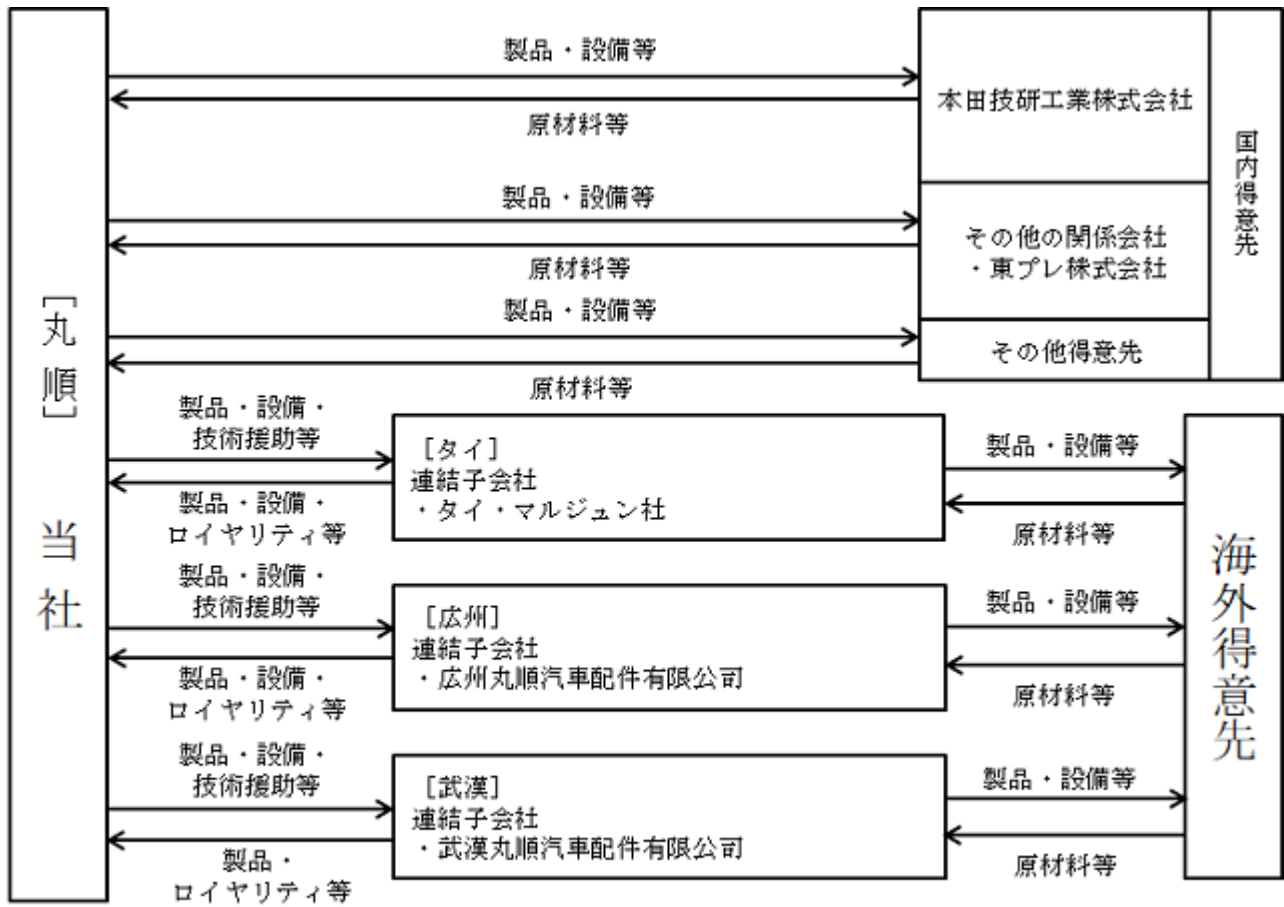 製品・設備等
本田技研工業株式会社
原材料等
国内得意先
製品・設備等
その他の関係会社
・東プレ株式会社
原材料等
製品・設備等
その他得意先
原材料等
[丸順]
当社
製品・設備・
技術援助等
[タイ]
連結子会社
・タイ・マルジュン社
製品・設備等
製品・設備・
ロイヤリティ等
原材料等
海外得意先
製品・設備・
技術援助等
[広州]
連結子会社
・広州丸順汽車配件有限公司
製品・設備等
製品・設備・
ロイヤリティ等
原材料等
製品・設備・
技術援助等
[武漢]
連結子会社
・武漢丸順汽車配件有限公司
製品・設備等
製品・
ロイヤリティ等
原材料等